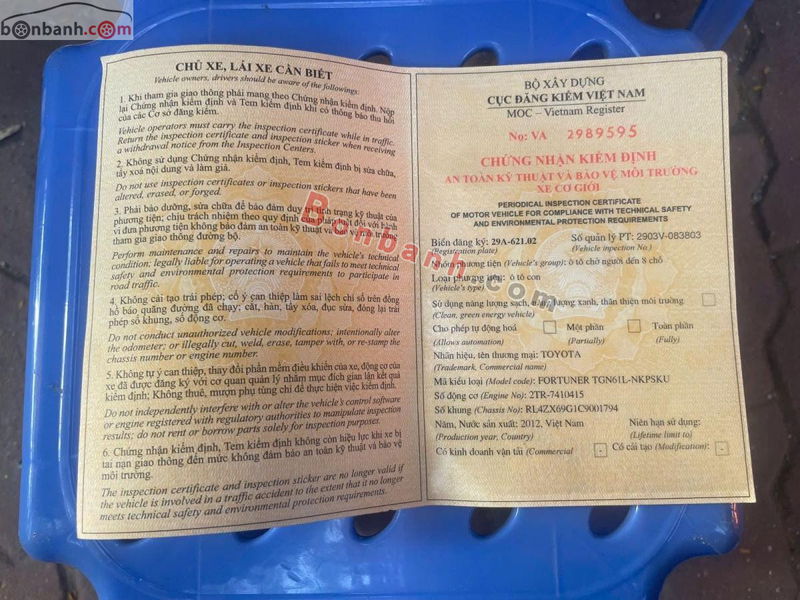 bonbanh.com
CHỦ XE, LÁI XE CẦN BIẾT
Vehicle owners, drivers should be aware of the followings:
1. Khi tham gia giao thông phải mang theo Chứng nhận kiểm định. Nộp
lại Chứng nhận kiểm định và Tem kiểm định khi có thông báo thu hồi
của các Cơ sở đăng kiểm.
Vehicle operators must carry the inspection certificate while in traffic.
Return the inspection certificate and inspection sticker when receiving
a withdrawal notice from the Inspection Centers.
2. Không sử dụng Chứng nhận kiểm định, Tem kiểm định bị sửa chữa,
tẩy xoá nội dung và làm giả.
Do not use inspection certificates or inspection stickers that have been
altered, erased, or forged.
3. Phải bảo dưỡng, sửa chữa để bảo đảm duy trì tình trạng kỹ thuật của
phương tiện; chịu trách nhiệm theo quy định của pháp luật đối với hành
vi đưa phương tiện không bảo đảm an toàn kỹ thuật và bảo vệ môi trường
tham gia giao thông đường bộ.
Perform maintenance and repairs to maintain the vehicle's technical
condition; legally liable for operating a vehicle that fails to meet technical
safety and environmental protection requirements to participate in
road traffic.
4. Không cải tạo trái phép; cố ý can thiệp làm sai lệch chỉ số trên đồng
hồ báo quãng đường đã chạy; cắt, hàn, tẩy xóa, đục sửa, đóng lại trái
phép số khung, số động cơ.
Do not conduct unauthorized vehicle modifications; intentionally alter
the odometer; or illegally cut, weld, erase, tamper with, or re-stamp the
chassis number or engine number.
5. Không tự ý can thiệp, thay đổi phần mềm điều khiển của xe, động cơ của
xe đã được đăng ký với cơ quan quản lý nhằm mục đích gian lận kết quả
kiểm định; Không thuê, mượn phụ tùng chỉ để thực hiện việc kiểm định.
Do not independently interfere with or alter the vehicle's control software
or engine registered with regulatory authorities to manipulate inspection
results; do not rent or borrow parts solely for inspection purposes.
6. Chứng nhận kiểm định, Tem kiểm định không còn hiệu lực khi xe bị
tai nạn giao thông đến mức không đảm bảo an toàn kỹ thuật và bảo vệ
môi trường.
The inspection certificate and inspection sticker are no longer valid if
the vehicle is involved in a traffic accident to the extent that it no longer
meets technical safety and environmental protection requirements.
BỘ XÂY DỰNG
CỤC ĐĂNG KIỂM VIỆT NAM
MOC – Vietnam Register
No: VA 2989595
CHỨNG NHẬN KIỂM ĐỊNH
AN TOÀN KỸ THUẬT VÀ BẢO VỆ MÔI TRƯỜNG
XE CƠ GIỚI
PERIODICAL INSPECTION CERTIFICATE
OF MOTOR VEHICLE FOR COMPLIANCE WITH TECHNICAL SAFETY
AND ENVIRONMENTAL PROTECTION REQUIREMENTS
Biển đăng ký: 29A-621.02 Số quản lý PT: 2903V-083803
(Registration plate) (Vehicle inspection No.)
Nhóm phương tiện (Vehicle's group): ô tô chở người đến 8 chỗ
Loại phương tiện: ô tô con
(Vehicle's type)
Sử dụng năng lượng sạch, năng lượng xanh, thân thiện môi trường
(Clean, green energy vehicle)
Cho phép tự động hoá Một phần Toàn phần
(Allows automation) (Partially) (Fully)
Nhãn hiệu, tên thương mại: TOYOTA
(Trademark, Commercial name)
Mã kiểu loại (Model code): FORTUNER TGN61L-NKPSKU
Số động cơ (Engine No): 2TR-7410415
Số khung (Chassis No): RL4ZX69G1C9001794
Năm, Nước sản xuất: 2012, Việt Nam Niên hạn sử dụng:
(Production year, Country) (Lifetime limit to)
Có kinh doanh vận tải (Commercial - Có cải tạo (Modification): -
Bonbanh.com